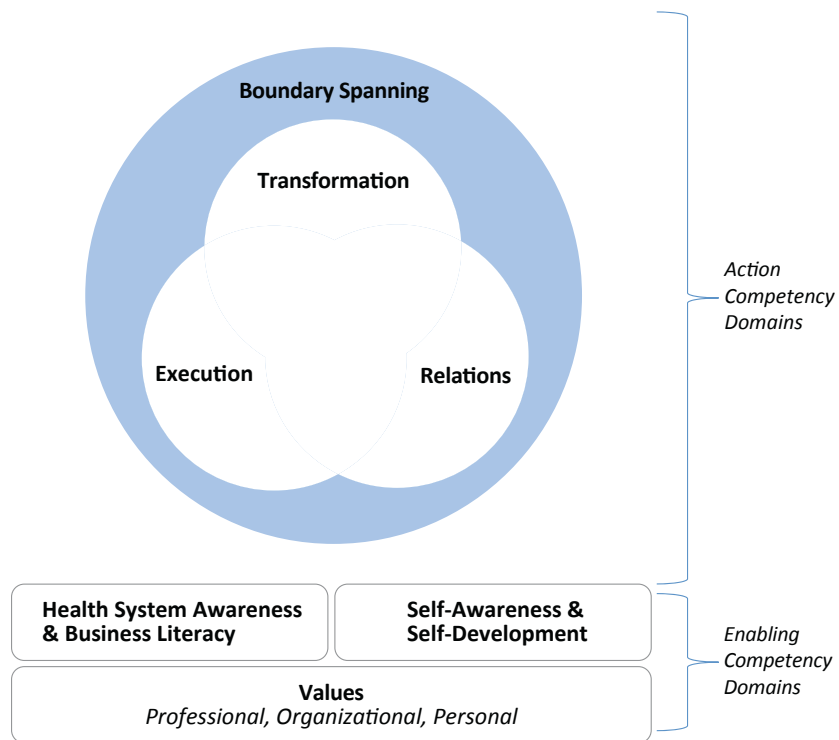 Boundary Spanning
Transformation
Execution
Relations
Action
Competency
Domains
Health System Awareness
& Business Literacy
Self-Awareness &
Self-Development
Values
Professional, Organizational, Personal
Enabling
Competency
Domains